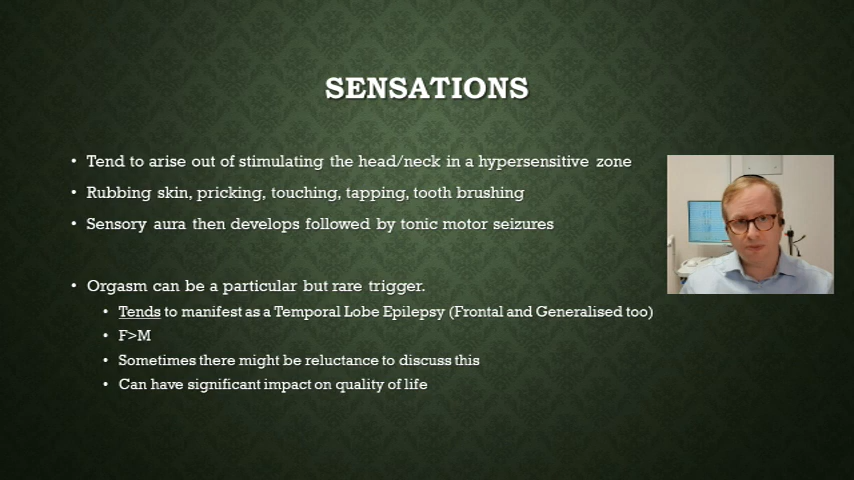 SENSATIONS
• Tend to arise out of stimulating the head/neck in a hypersensitive zone
• Rubbing skin, pricking, touching, tapping, tooth brushing
• Sensory aura then develops followed by tonic motor seizures
• Orgasm can be a particular but rare trigger.
• Tends to manifest as a Temporal Lobe Epilepsy (Frontal and Generalised too)
• F>M
• Sometimes there might be reluctance to discuss this
• Can have significant impact on quality of life